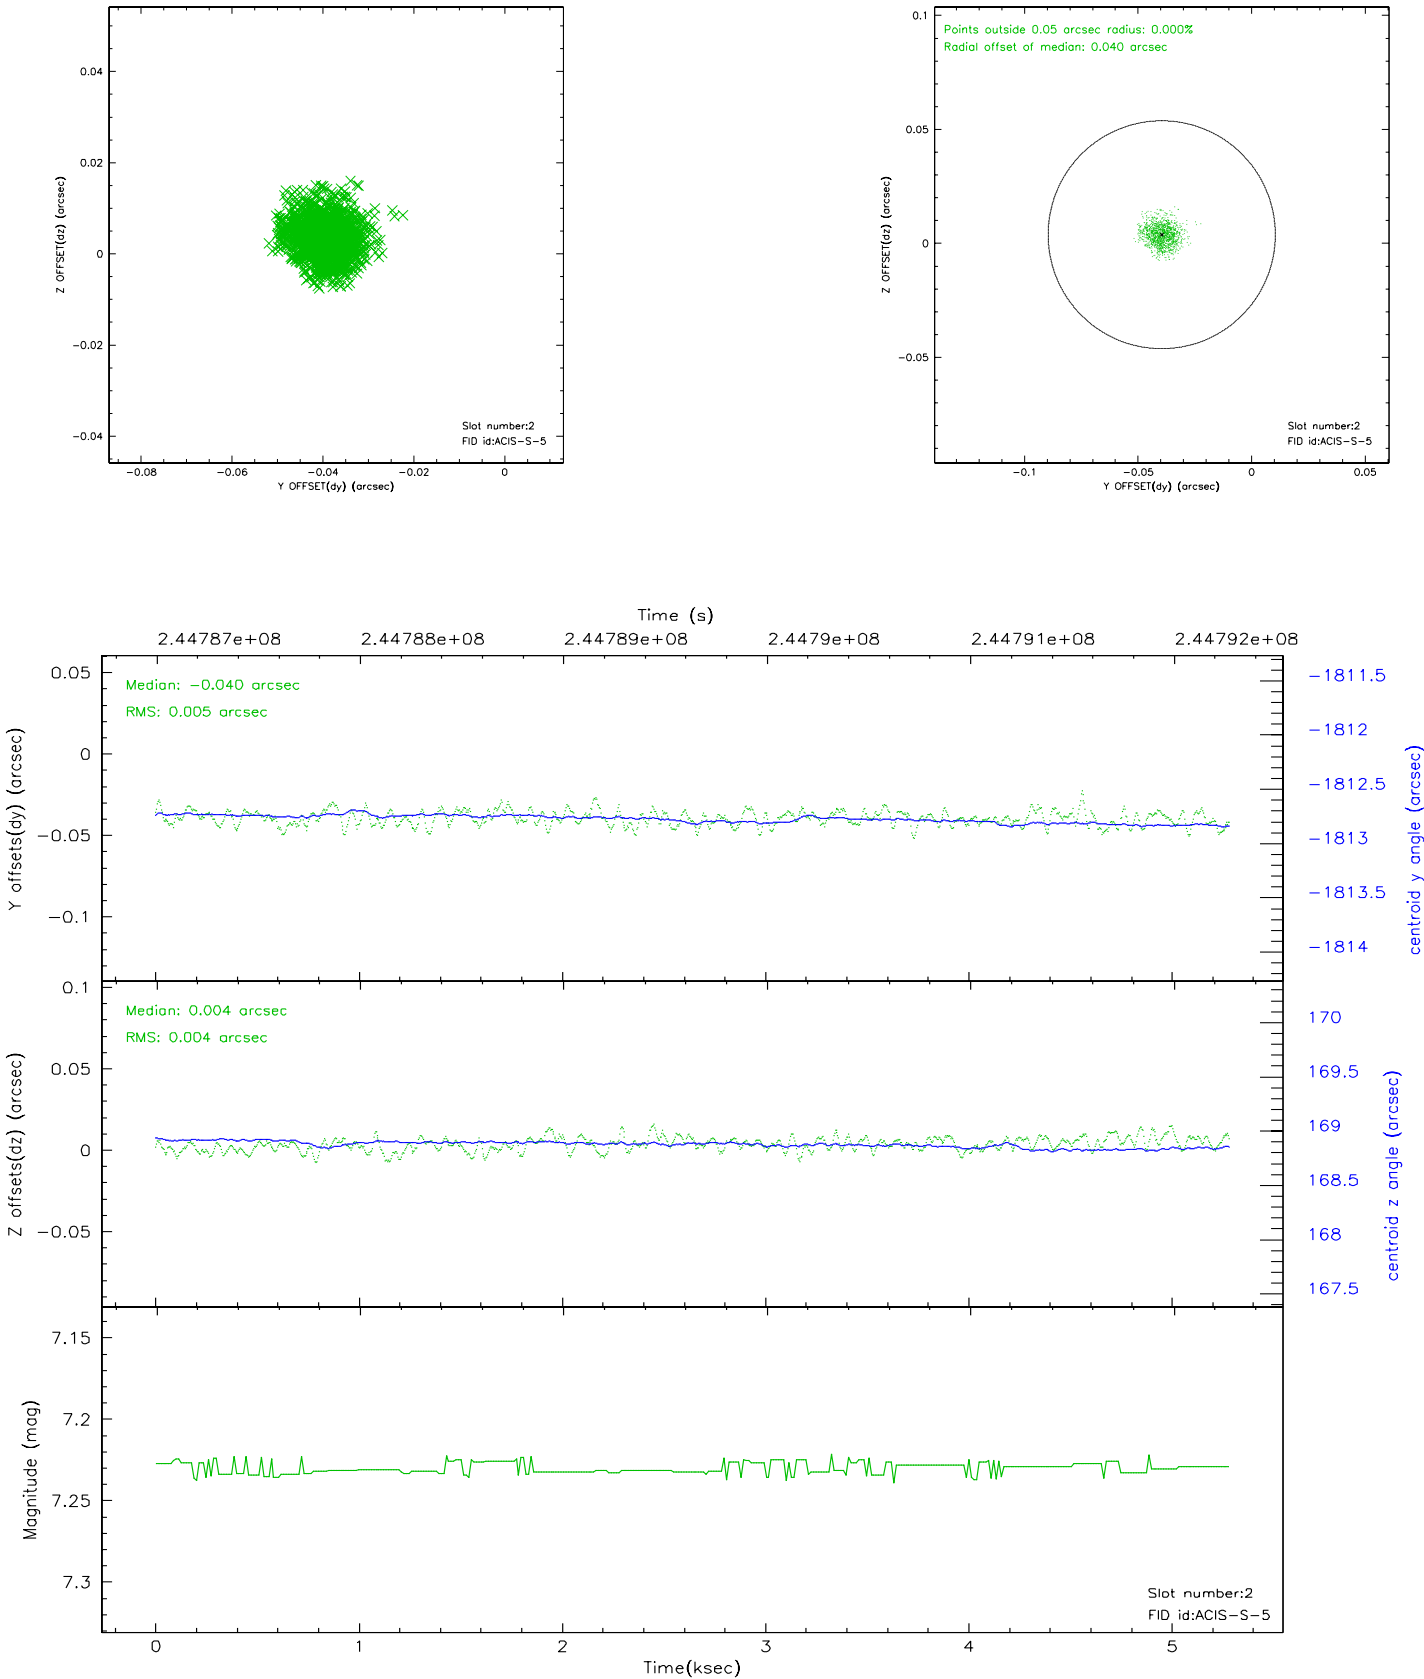 0.04
0.02
0
−0.02
−0.04
Z OFFSET(dz) (arcsec)
−0.08
−0.06
−0.04
−0.02
0
Y OFFSET(dy) (arcsec)
Slot number:2
FID id:ACIS−S−5
Points outside 0.05 arcsec radius: 0.000%
Radial offset of median: 0.040 arcsec
0.1
0.05
0
−0.05
Z OFFSET(dz) (arcsec)
−0.1
−0.05
0
0.05
Y OFFSET(dy) (arcsec)
Slot number:2
FID id:ACIS−S−5
Time (s)
2.44787e+08
2.44788e+08
2.44789e+08
2.4479e+08
2.44791e+08
2.44792e+08
Median: −0.040 arcsec
RMS: 0.005 arcsec
0.05
0
−0.05
−0.1
Y offsets(dy) (arcsec)
−1811.5
−1812
−1812.5
−1813
−1813.5
−1814
centroid y angle (arcsec)
Median: 0.004 arcsec
RMS: 0.004 arcsec
0.1
0.05
0
−0.05
Z offsets(dz) (arcsec)
170
169.5
169
168.5
168
167.5
centroid z angle (arcsec)
7.15
7.2
7.25
7.3
Magnitude (mag)
Slot number:2
FID id:ACIS−S−5
0
1
2
3
4
5
Time(ksec)